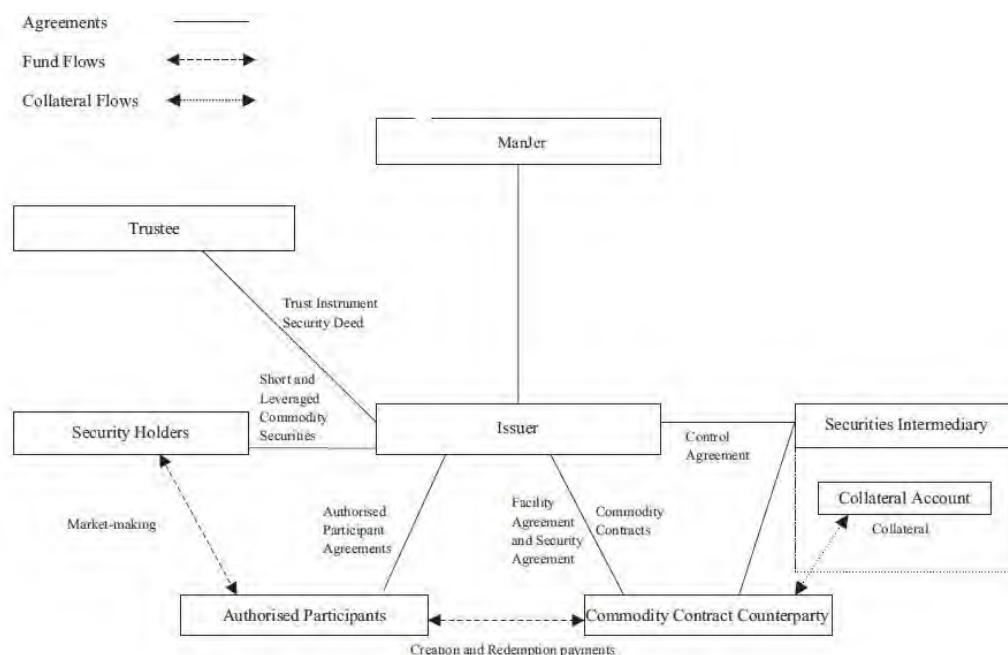 Agreements
Fund Flows
Collateral Flows
ManJer
Trustee
Trust Instrument
Security Deed
Short and
Leveraged
Commodity
Securities
Security Holders
Issuer
Control
Agreement
Securities Intermediary
Collateral Account
Collateral
Market-making
Authorised
Participant
Agreements
Facility
Agreement
and Security
Agreement
Commodity
Contracts
Authorised Participants
Commodity Contract Counterparty
Creation and Redemption payments